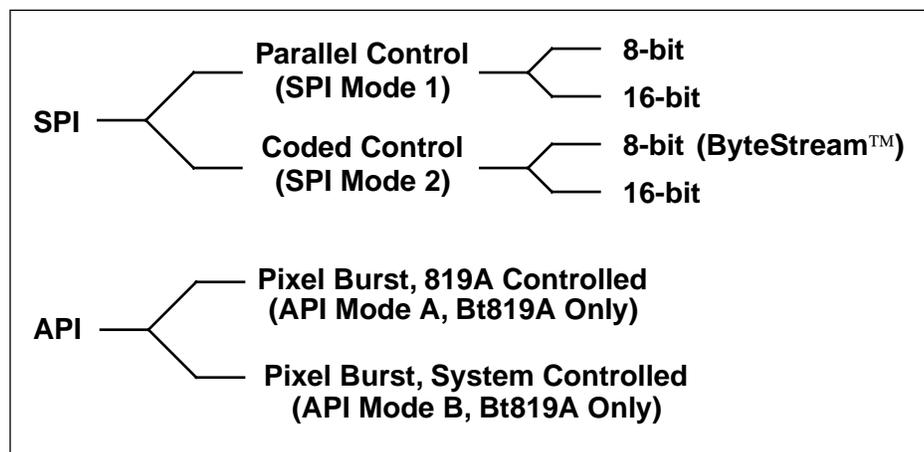 SPI
Parallel Control
(SPI Mode 1)
8-bit
16-bit
Coded Control
(SPI Mode 2)
8-bit (ByteStream™)
16-bit
API
Pixel Burst, 819A Controlled
(API Mode A, Bt819A Only)
Pixel Burst, System Controlled
(API Mode B, Bt819A Only)